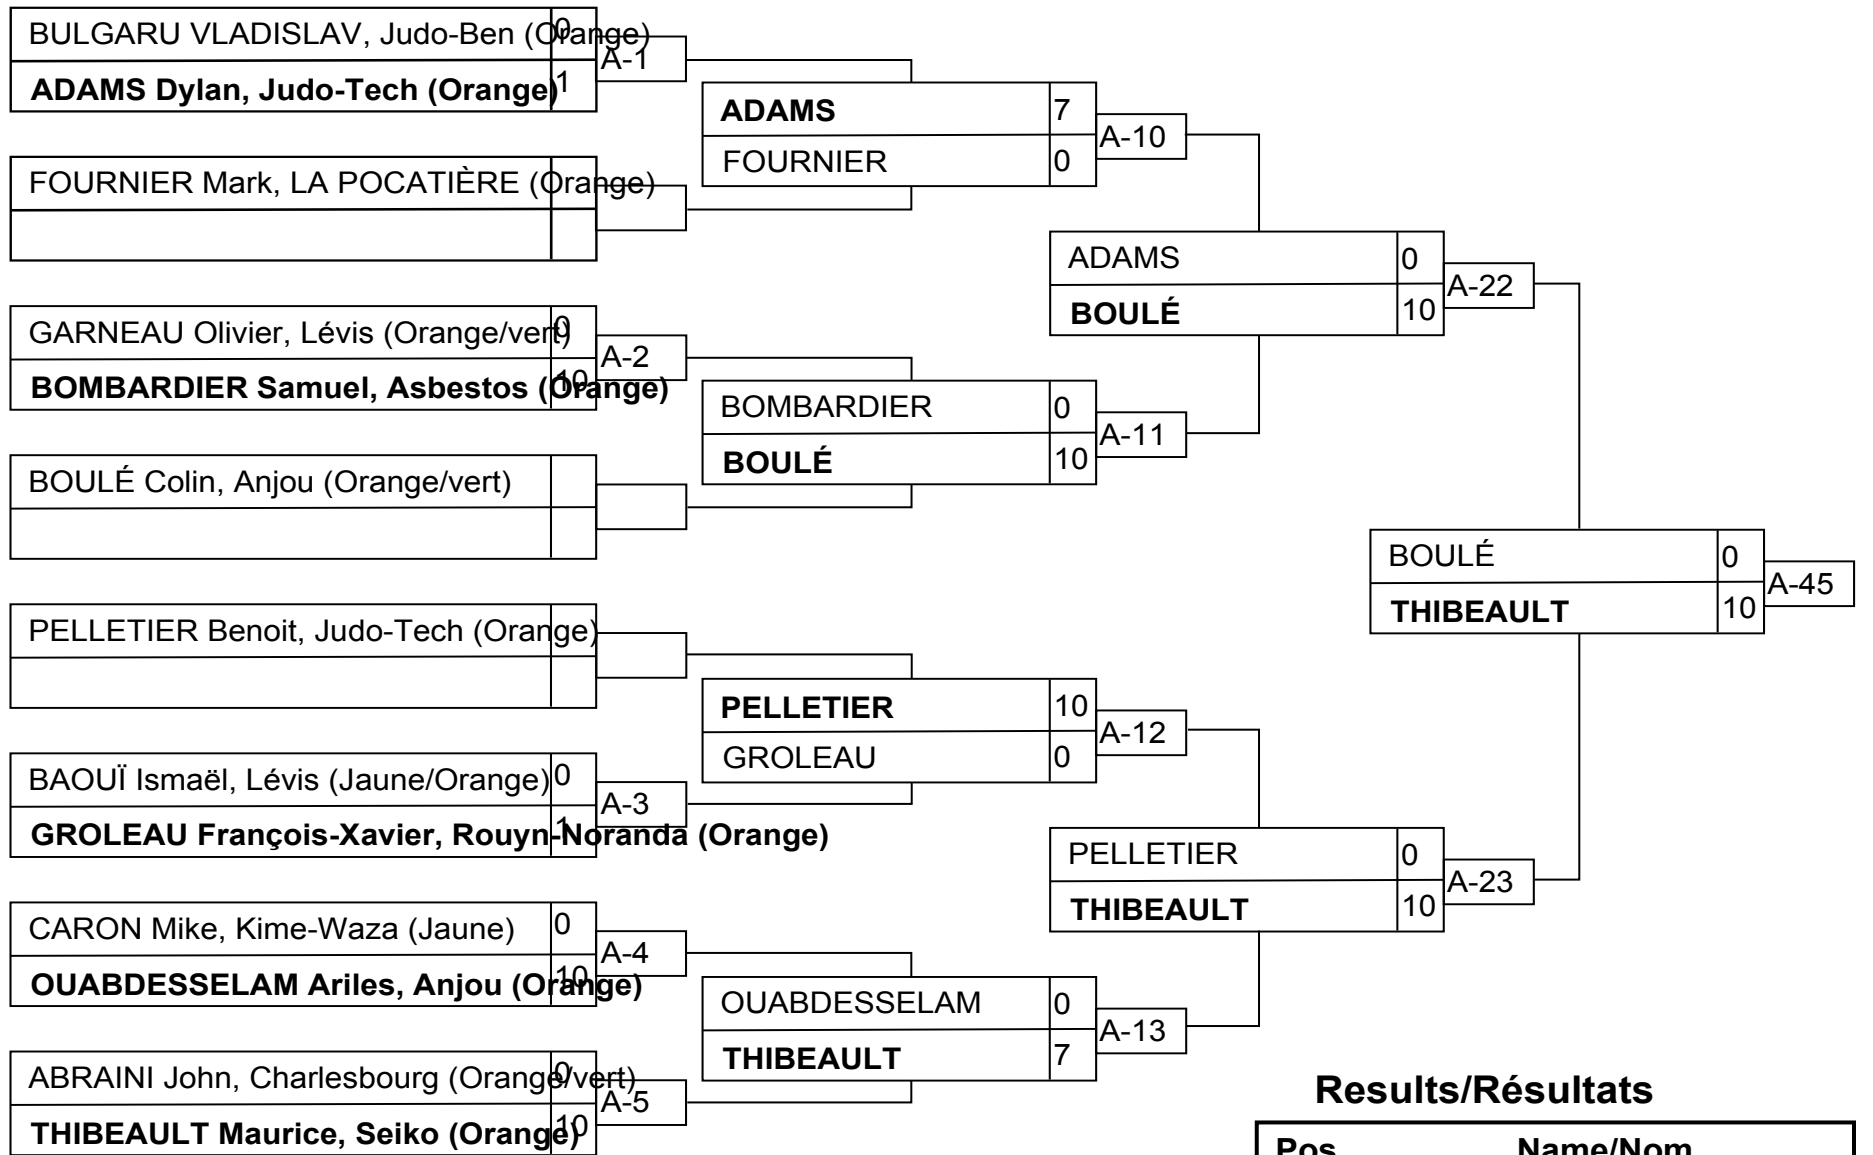 BULGARU VLADISLAV, Judo-Ben (Orange) 0
A-1
ADAMS Dylan, Judo-Tech (Orange) 1
ADAMS 7
A-10
FOURNIER 0
FOURNIER Mark, LA POCATIÈRE (Orange)
ADAMS 0
A-22
BOULÉ 10
GARNEAU Olivier, Lévis (Orange/vert) 0
A-2
BOMBARDIER Samuel, Asbestos (Orange) 10
BOMBARDIER 0
A-11
BOULÉ 10
BOULÉ Colin, Anjou (Orange/vert)
BOULÉ 0
A-45
THIBEAULT 10
PELLETIER Benoit, Judo-Tech (Orange)
PELLETIER 10
A-12
GROLEAU 0
BAOUÏ Ismaël, Lévis (Jaune/Orange) 0
A-3
GROLEAU François-Xavier, Rouyn-Noranda (Orange) 1
PELLETIER 0
A-23
THIBEAULT 10
CARON Mike, Kime-Waza (Jaune) 0
A-4
OUABDESSELAM Ariles, Anjou (Orange) 10
OUABDESSELAM 0
A-13
THIBEAULT 7
ABRAINI John, Charlesbourg (Orange/vert) 0
A-5
THIBEAULT Maurice, Seiko (Orange) 10
Results/Résultats
Pos Name/Nom